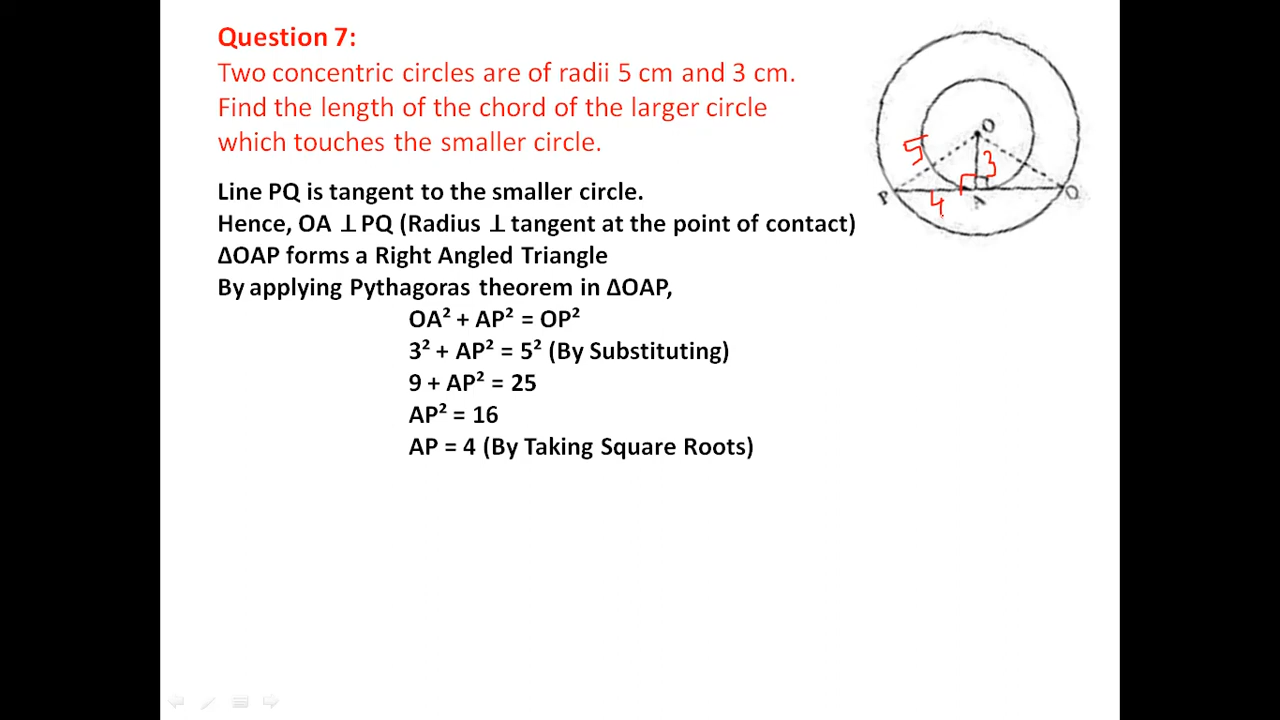 Question 7:
Two concentric circles are of radii 5 cm and 3 cm.
Find the length of the chord of the larger circle
which touches the smaller circle.
Line PQ is tangent to the smaller circle.
Hence, OA ⊥ PQ (Radius ⊥ tangent at the point of contact)
ΔOAP forms a Right Angled Triangle
By applying Pythagoras theorem in ΔOAP,
OA² + AP² = OP²
3² + AP² = 5² (By Substituting)
9 + AP² = 25
AP² = 16
AP = 4 (By Taking Square Roots)
O
5
3
P
4
A
Q